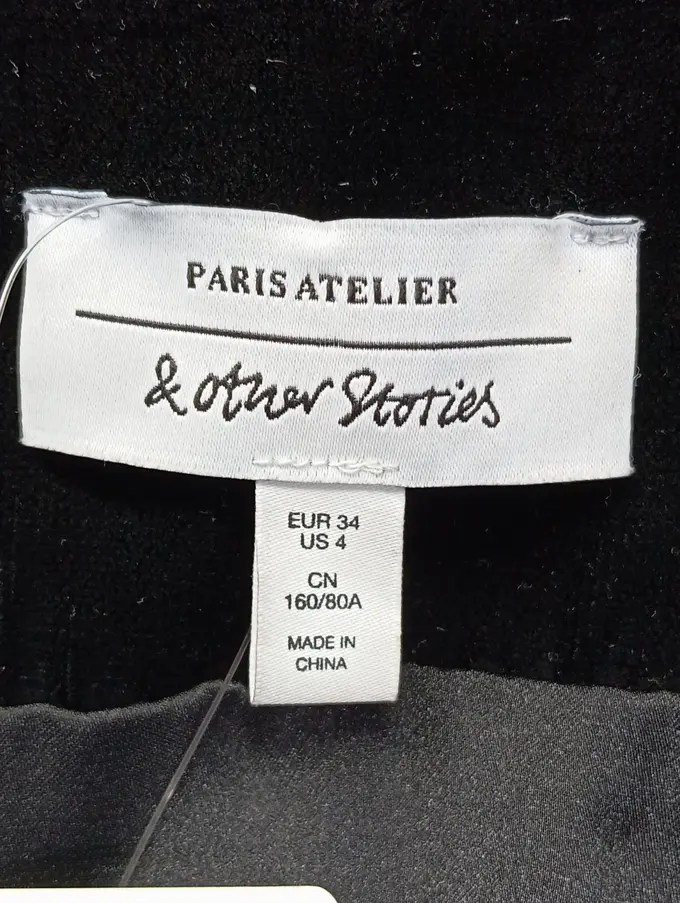 PARIS ATELIER
& other Stories
EUR 34
US 4
CN
160/80A
MADE IN
CHINA